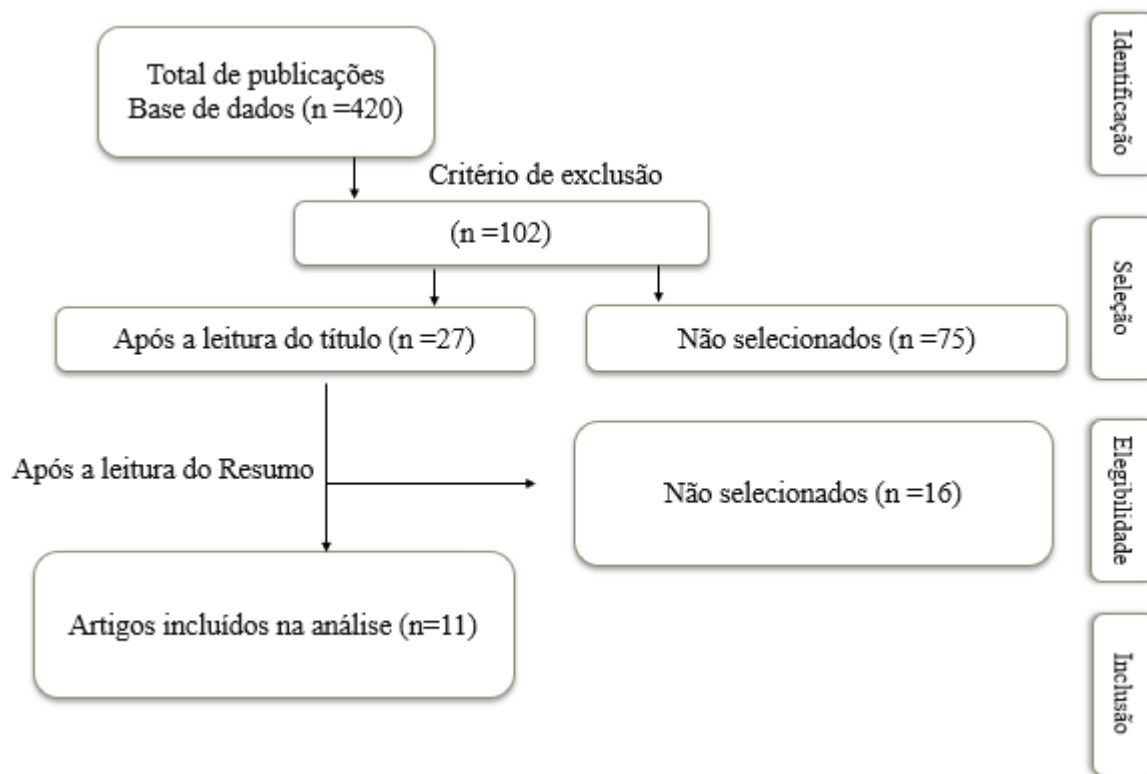 Total de publicações
Base de dados (n =420)
Identificação
Critério de exclusão
(n =102)
Seleção
Após a leitura do título (n =27)
Não selecionados (n =75)
Após a leitura do Resumo
Não selecionados (n =16)
Elegibilidade
Artigos incluídos na análise (n=11)
Inclusão